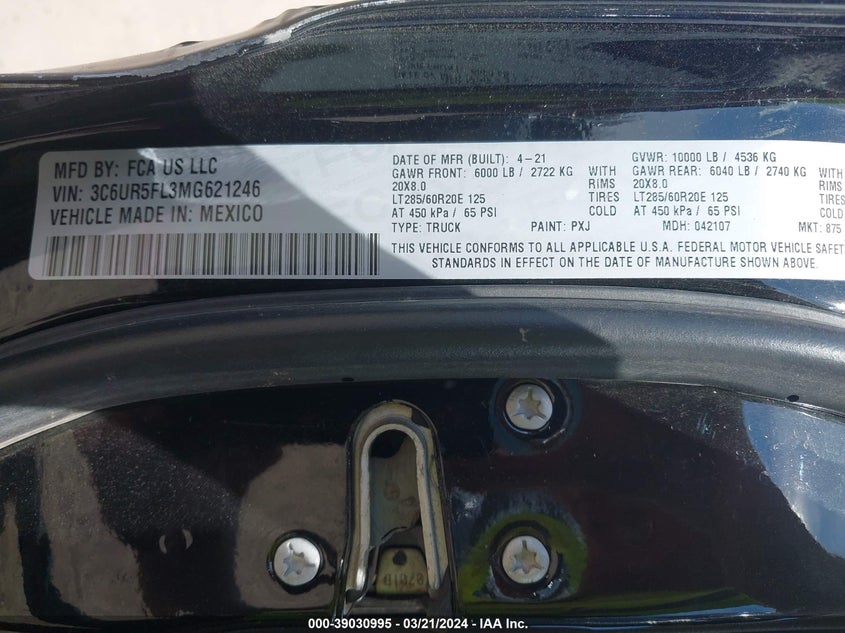 MFD BY: FCA US LLC
VIN: 3C6UR5FL3MG621246
VEHICLE MADE IN: MEXICO
DATE OF MFR (BUILT): 4-21
GAWR FRONT: 6000 LB / 2722 KG WITH
20X8.0 RIMS
LT285/60R20E 125 TIRES
AT 450 kPa / 65 PSI COLD
TYPE: TRUCK PAINT: PXJ
GVWR: 10000 LB / 4536 KG
GAWR REAR: 6040 LB / 2740 KG WITH
20X8.0 RIMS
LT285/60R20E 125 TIRES
AT 450 kPa / 65 PSI COLD
MDH: 042107 MKT: 875
THIS VEHICLE CONFORMS TO ALL APPLICABLE U.S.A. FEDERAL MOTOR VEHICLE SAFET
STANDARDS IN EFFECT ON THE DATE OF MANUFACTURE SHOWN ABOVE.
000-39030995 - 03/21/2024 - IAA Inc.